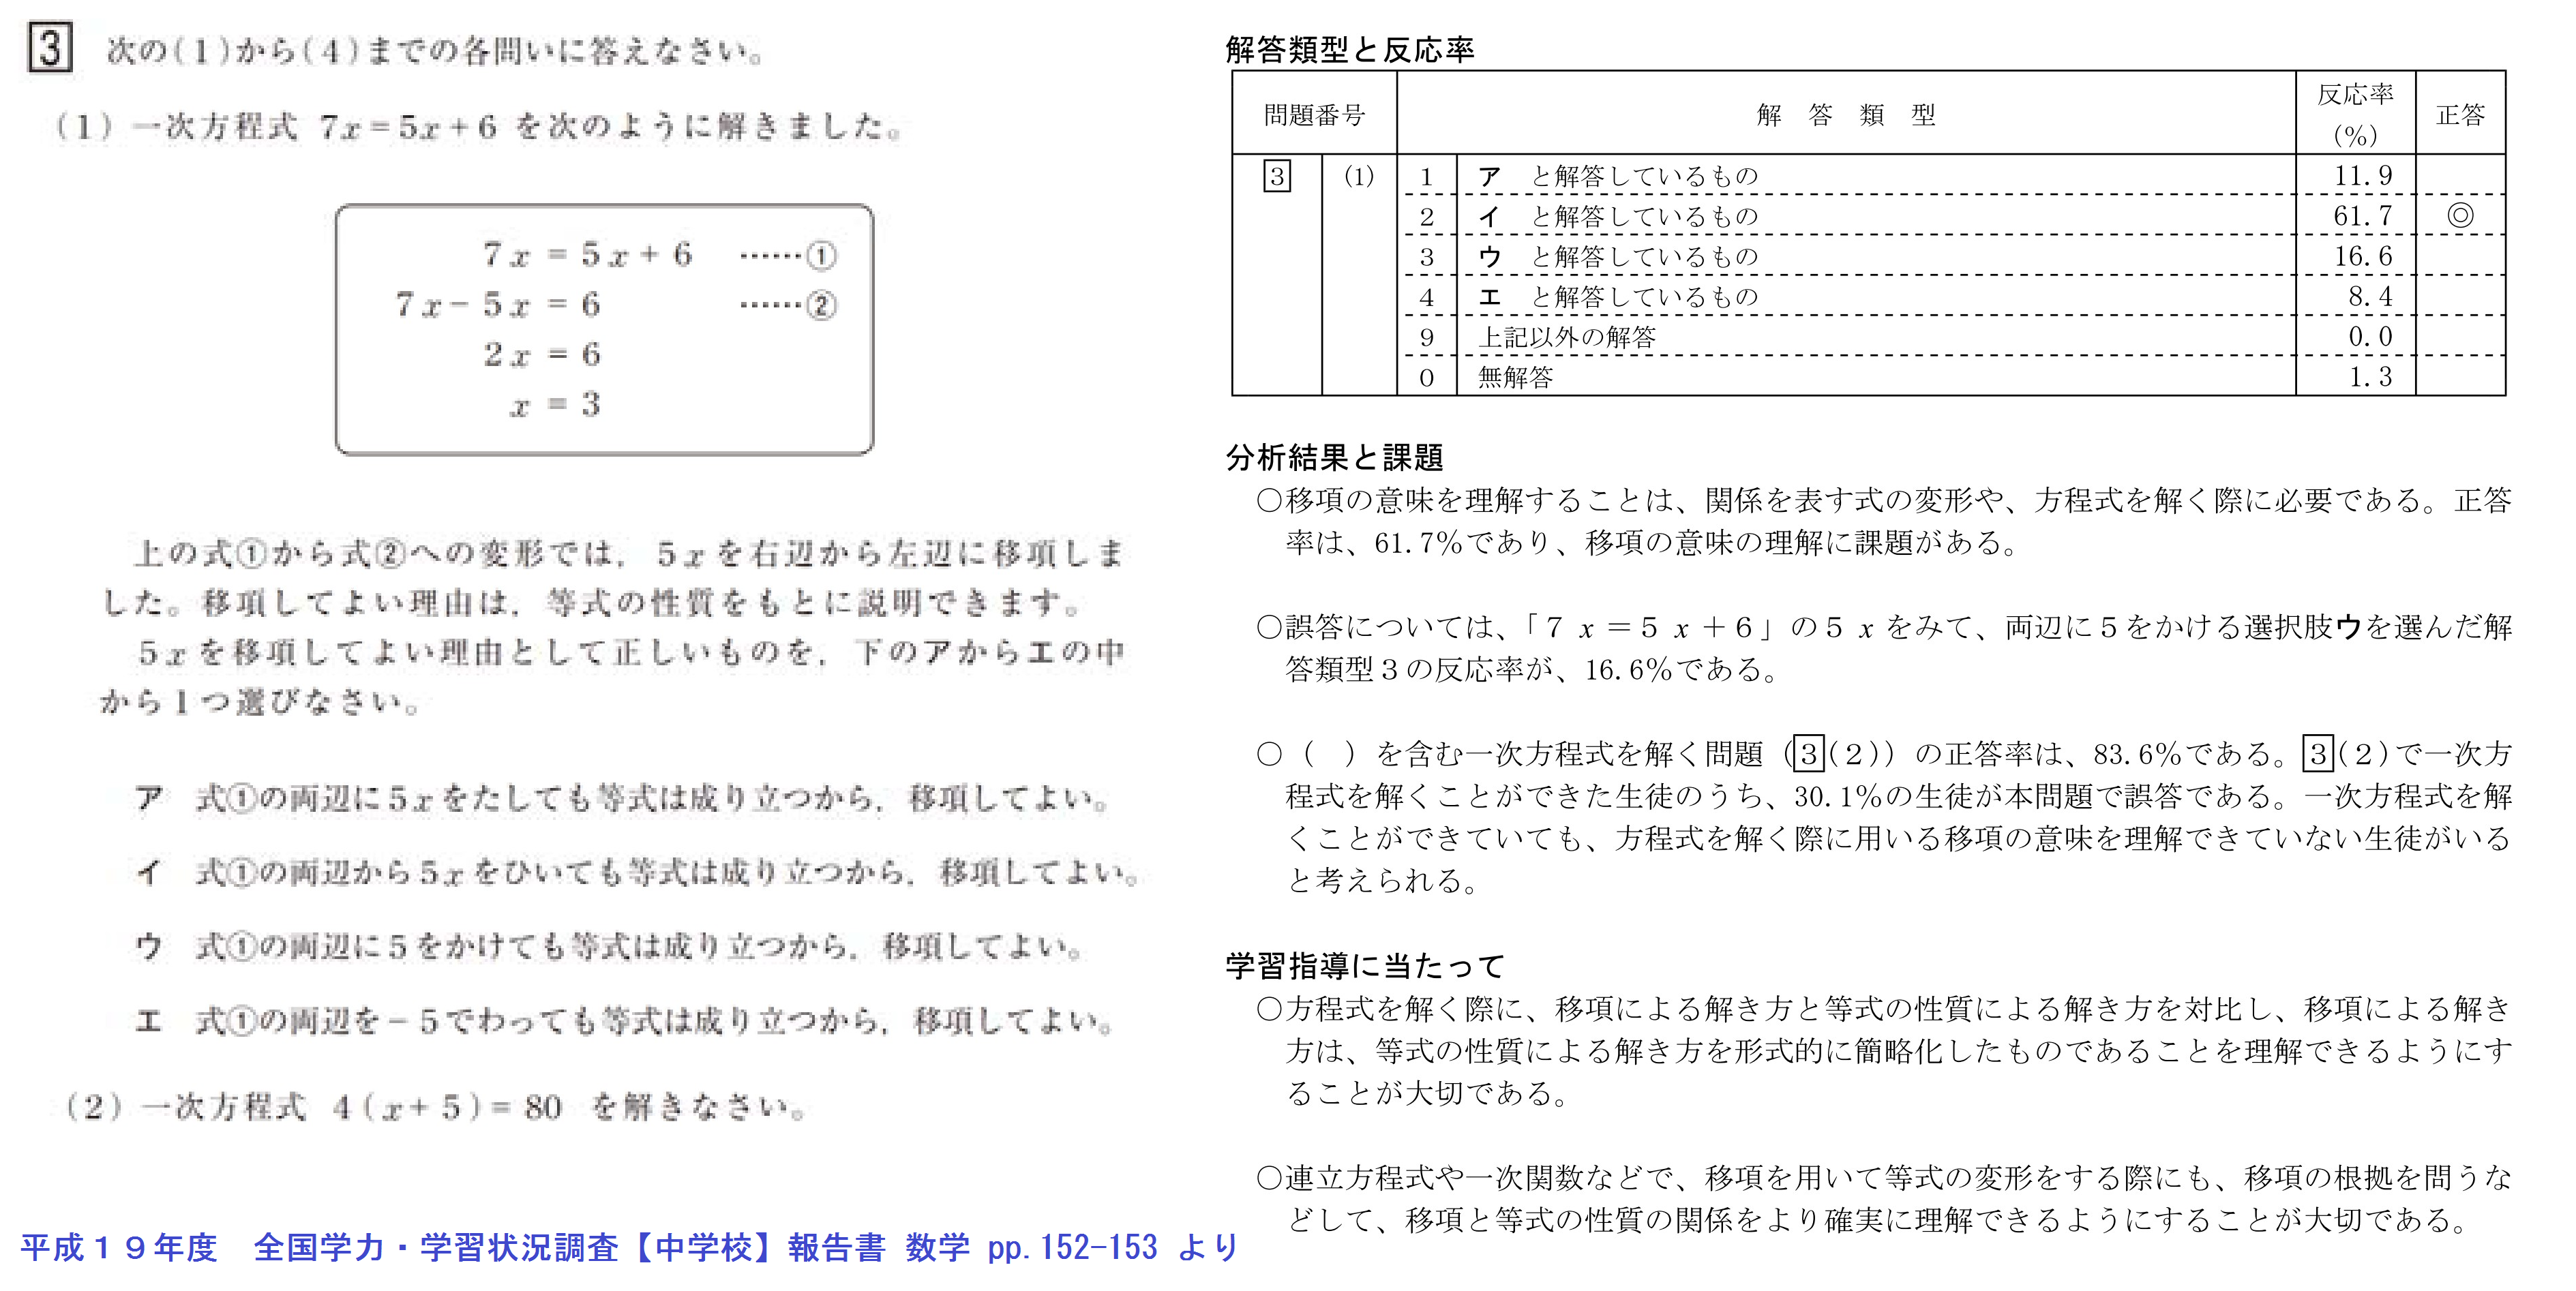 3 次の(1)から(4)までの各問いに答えなさい。
(1) 一次方程式 7x=5x+6 を次のように解きました。
7x = 5x+6 ……①
7x-5x = 6 ……②
2x = 6
x = 3
上の式①から式②への変形では，5xを右辺から左辺に移項しま
した。移項してよい理由は，等式の性質をもとに説明できます。
5xを移項してよい理由として正しいものを，下のアからエの中
から1つ選びなさい。
ア 式①の両辺に5xをたしても等式は成り立つから，移項してよい。
イ 式①の両辺から5xをひいても等式は成り立つから，移項してよい。
ウ 式①の両辺に5をかけても等式は成り立つから，移項してよい。
エ 式①の両辺を-5でわっても等式は成り立つから，移項してよい。
(2) 一次方程式 4(x+5)=80 を解きなさい。
平成１９年度 全国学力・学習状況調査【中学校】報告書 数学 pp.152-153 より
解答類型と反応率
問題番号 解答類型 反応率(%) 正答
3 (1) 1 ア と解答しているもの 11.9
2 イ と解答しているもの 61.7 ◎
3 ウ と解答しているもの 16.6
4 エ と解答しているもの 8.4
9 上記以外の解答 0.0
0 無解答 1.3
分析結果と課題
○移項の意味を理解することは、関係を表す式の変形や、方程式を解く際に必要である。正答
率は、61.7％であり、移項の意味の理解に課題がある。
○誤答については、「７x＝５x＋６」の５xをみて、両辺に５をかける選択肢ウを選んだ解
答類型３の反応率が、16.6％である。
○（ ）を含む一次方程式を解く問題（3(2)）の正答率は、83.6％である。3(2)で一次方
程式を解くことができた生徒のうち、30.1％の生徒が本問題で誤答である。一次方程式を解
くことができていても、方程式を解く際に用いる移項の意味を理解できていない生徒がいる
と考えられる。
学習指導に当たって
○方程式を解く際に、移項による解き方と等式の性質による解き方を対比し、移項による解き
方は、等式の性質による解き方を形式的に簡略化したものであることを理解できるようにす
ることが大切である。
○連立方程式や一次関数などで、移項を用いて等式の変形をする際にも、移項の根拠を問うな
どして、移項と等式の性質の関係をより確実に理解できるようにすることが大切である。